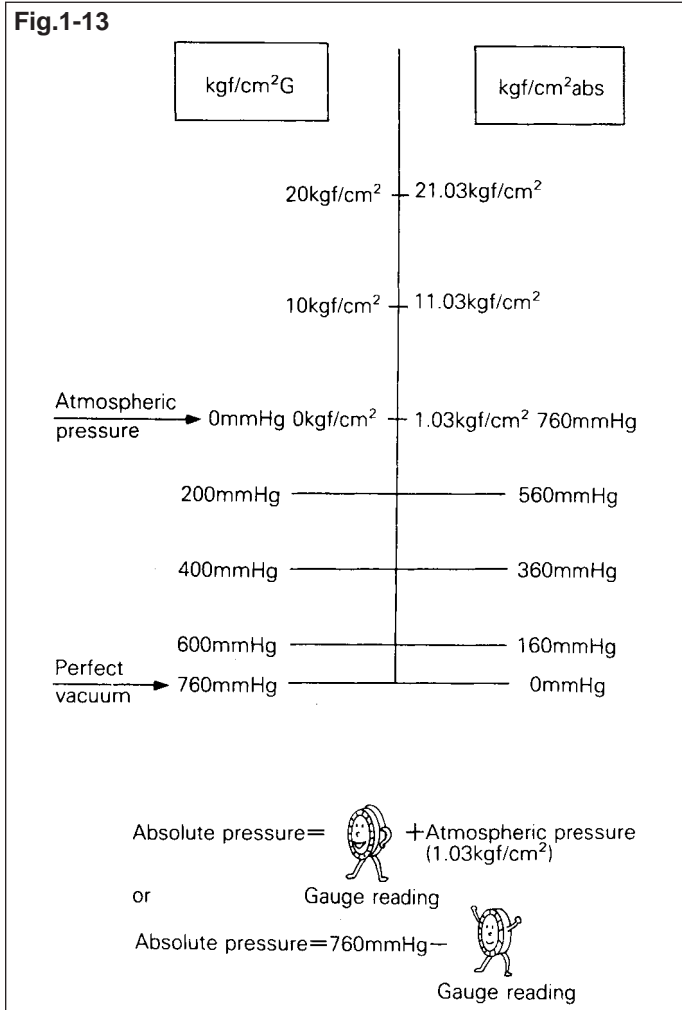 Fig.1-13
kgf/cm²G
kgf/cm²abs
20kgf/cm² 21.03kgf/cm²
10kgf/cm² 11.03kgf/cm²
Atmospheric
pressure
0mmHg 0kgf/cm² 1.03kgf/cm² 760mmHg
200mmHg 560mmHg
400mmHg 360mmHg
600mmHg 160mmHg
Perfect
vacuum
760mmHg 0mmHg
Absolute pressure= +Atmospheric pressure
(1.03kgf/cm²)
Gauge reading
or
Absolute pressure=760mmHg−
Gauge reading